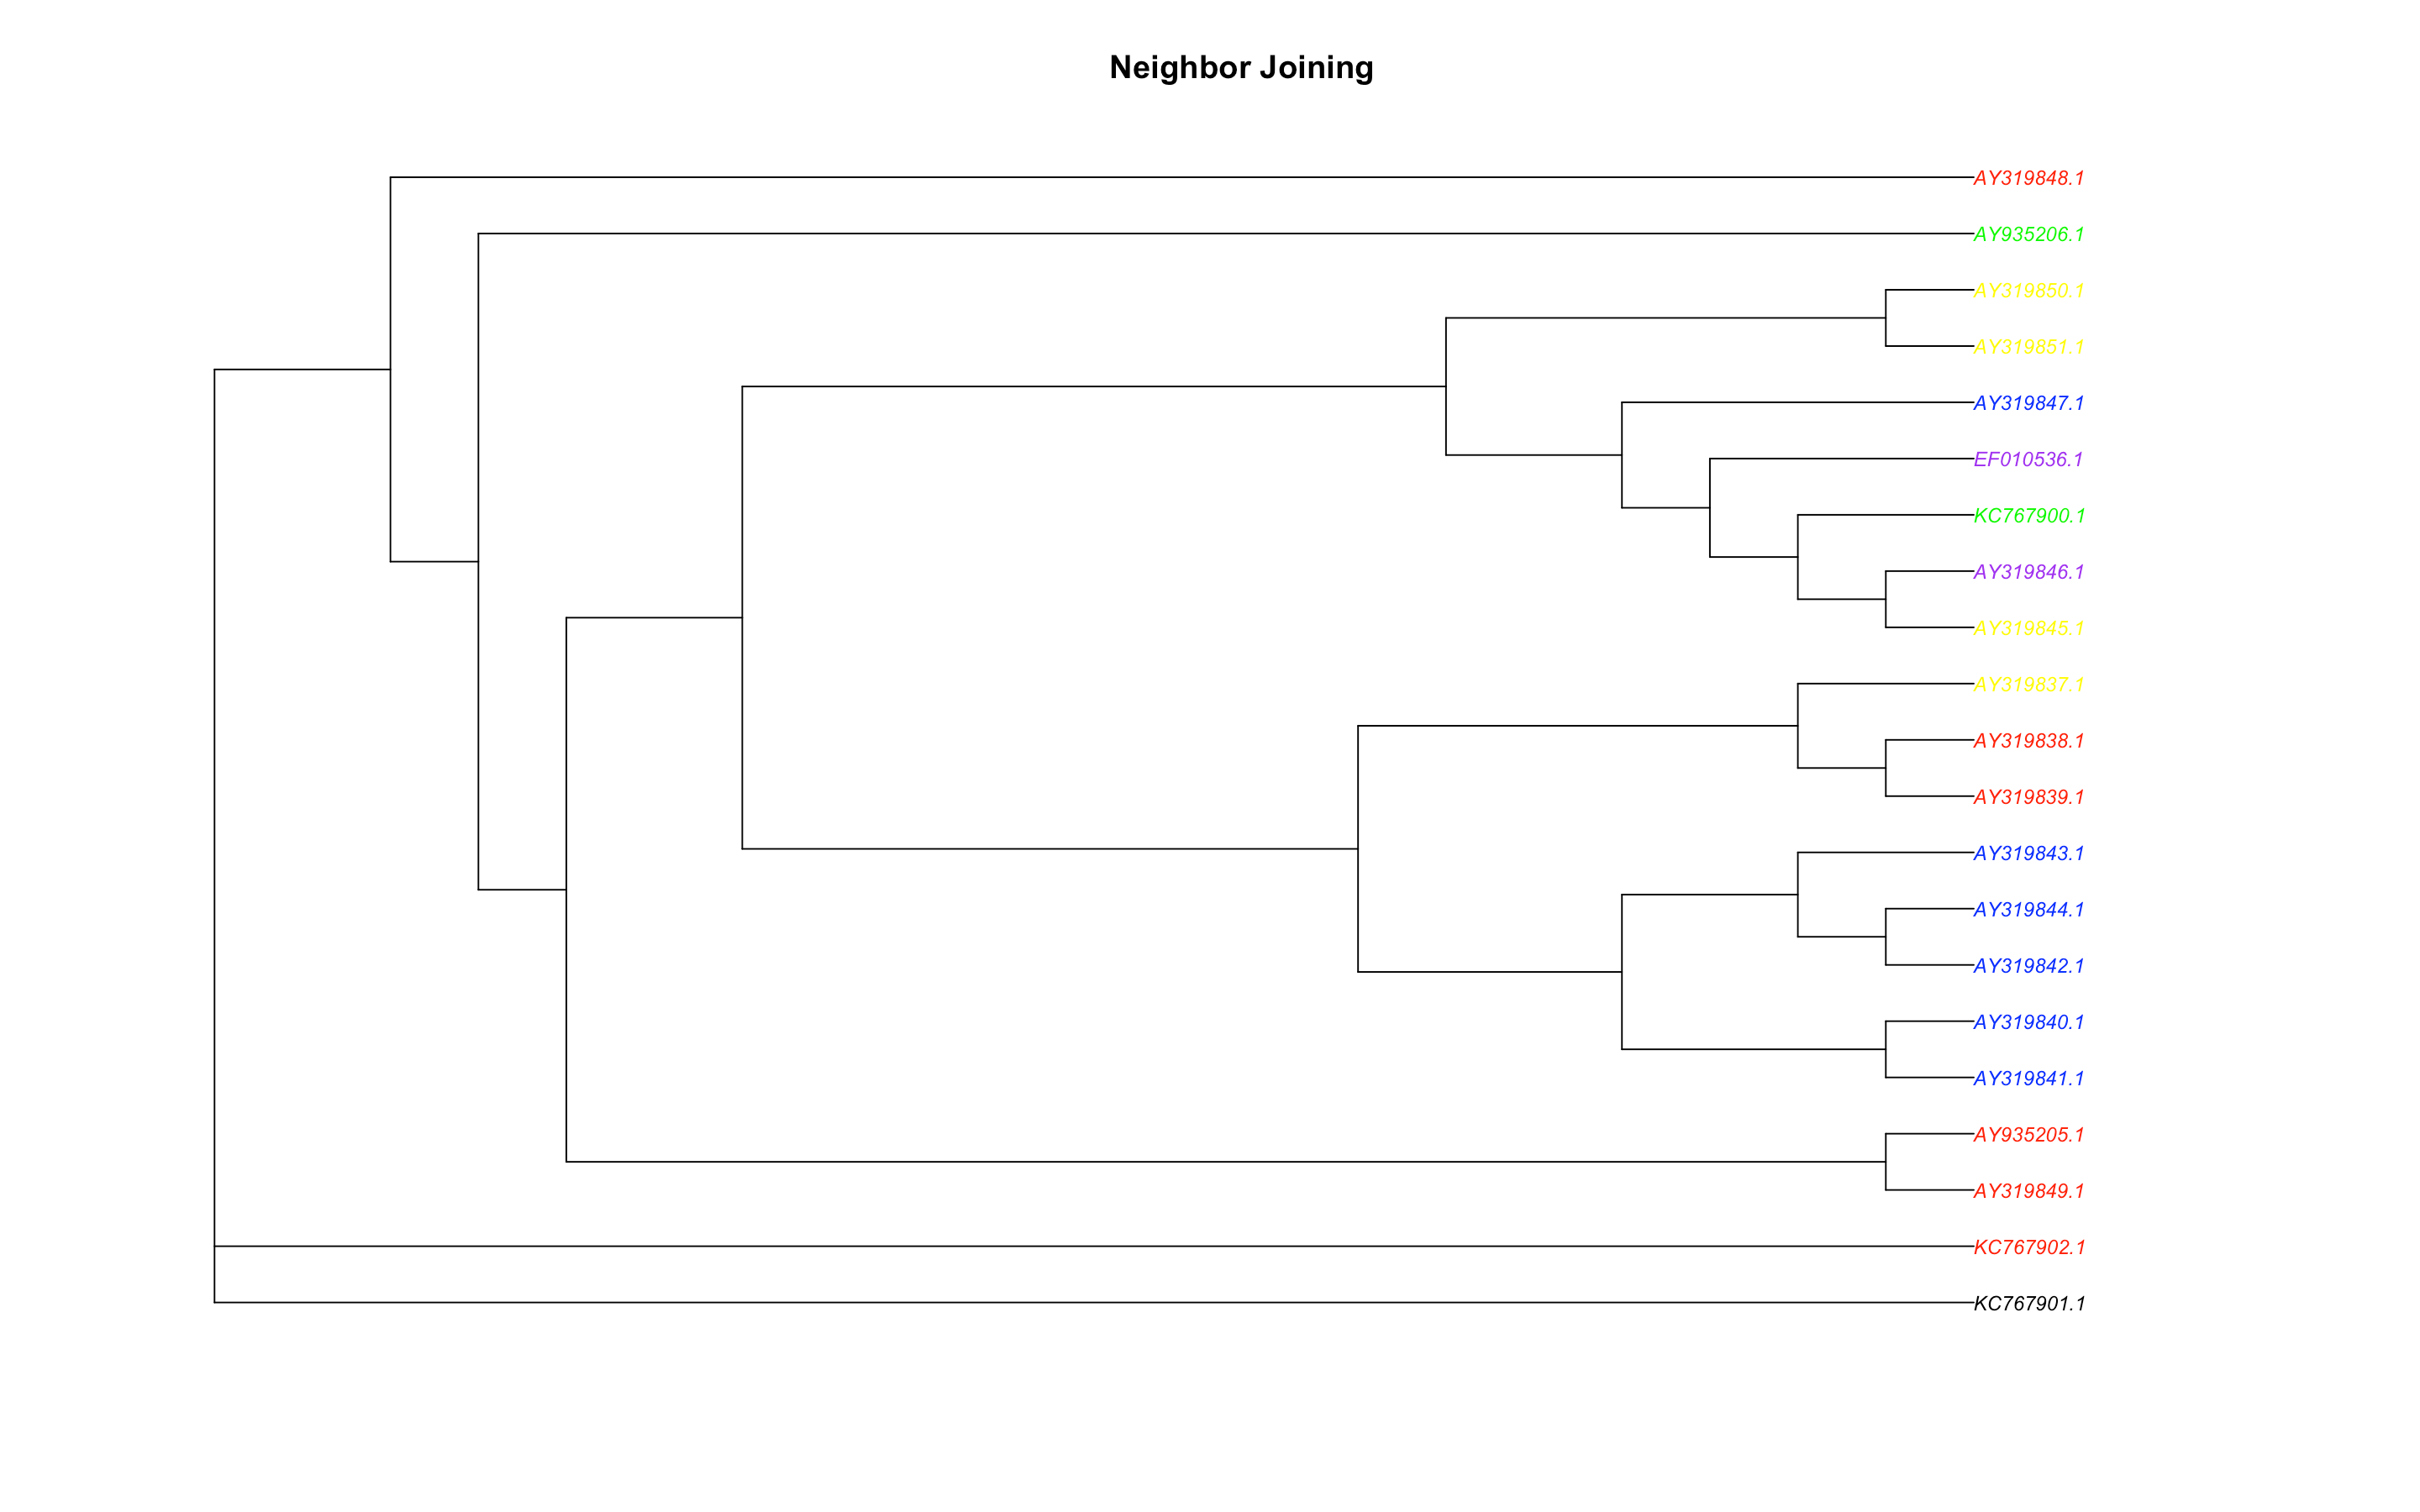 Neighbor Joining
AY319848.1
AY935206.1
AY319850.1
AY319851.1
AY319847.1
EF010536.1
KC767900.1
AY319846.1
AY319845.1
AY319837.1
AY319838.1
AY319839.1
AY319843.1
AY319844.1
AY319842.1
AY319840.1
AY319841.1
AY935205.1
AY319849.1
KC767902.1
KC767901.1